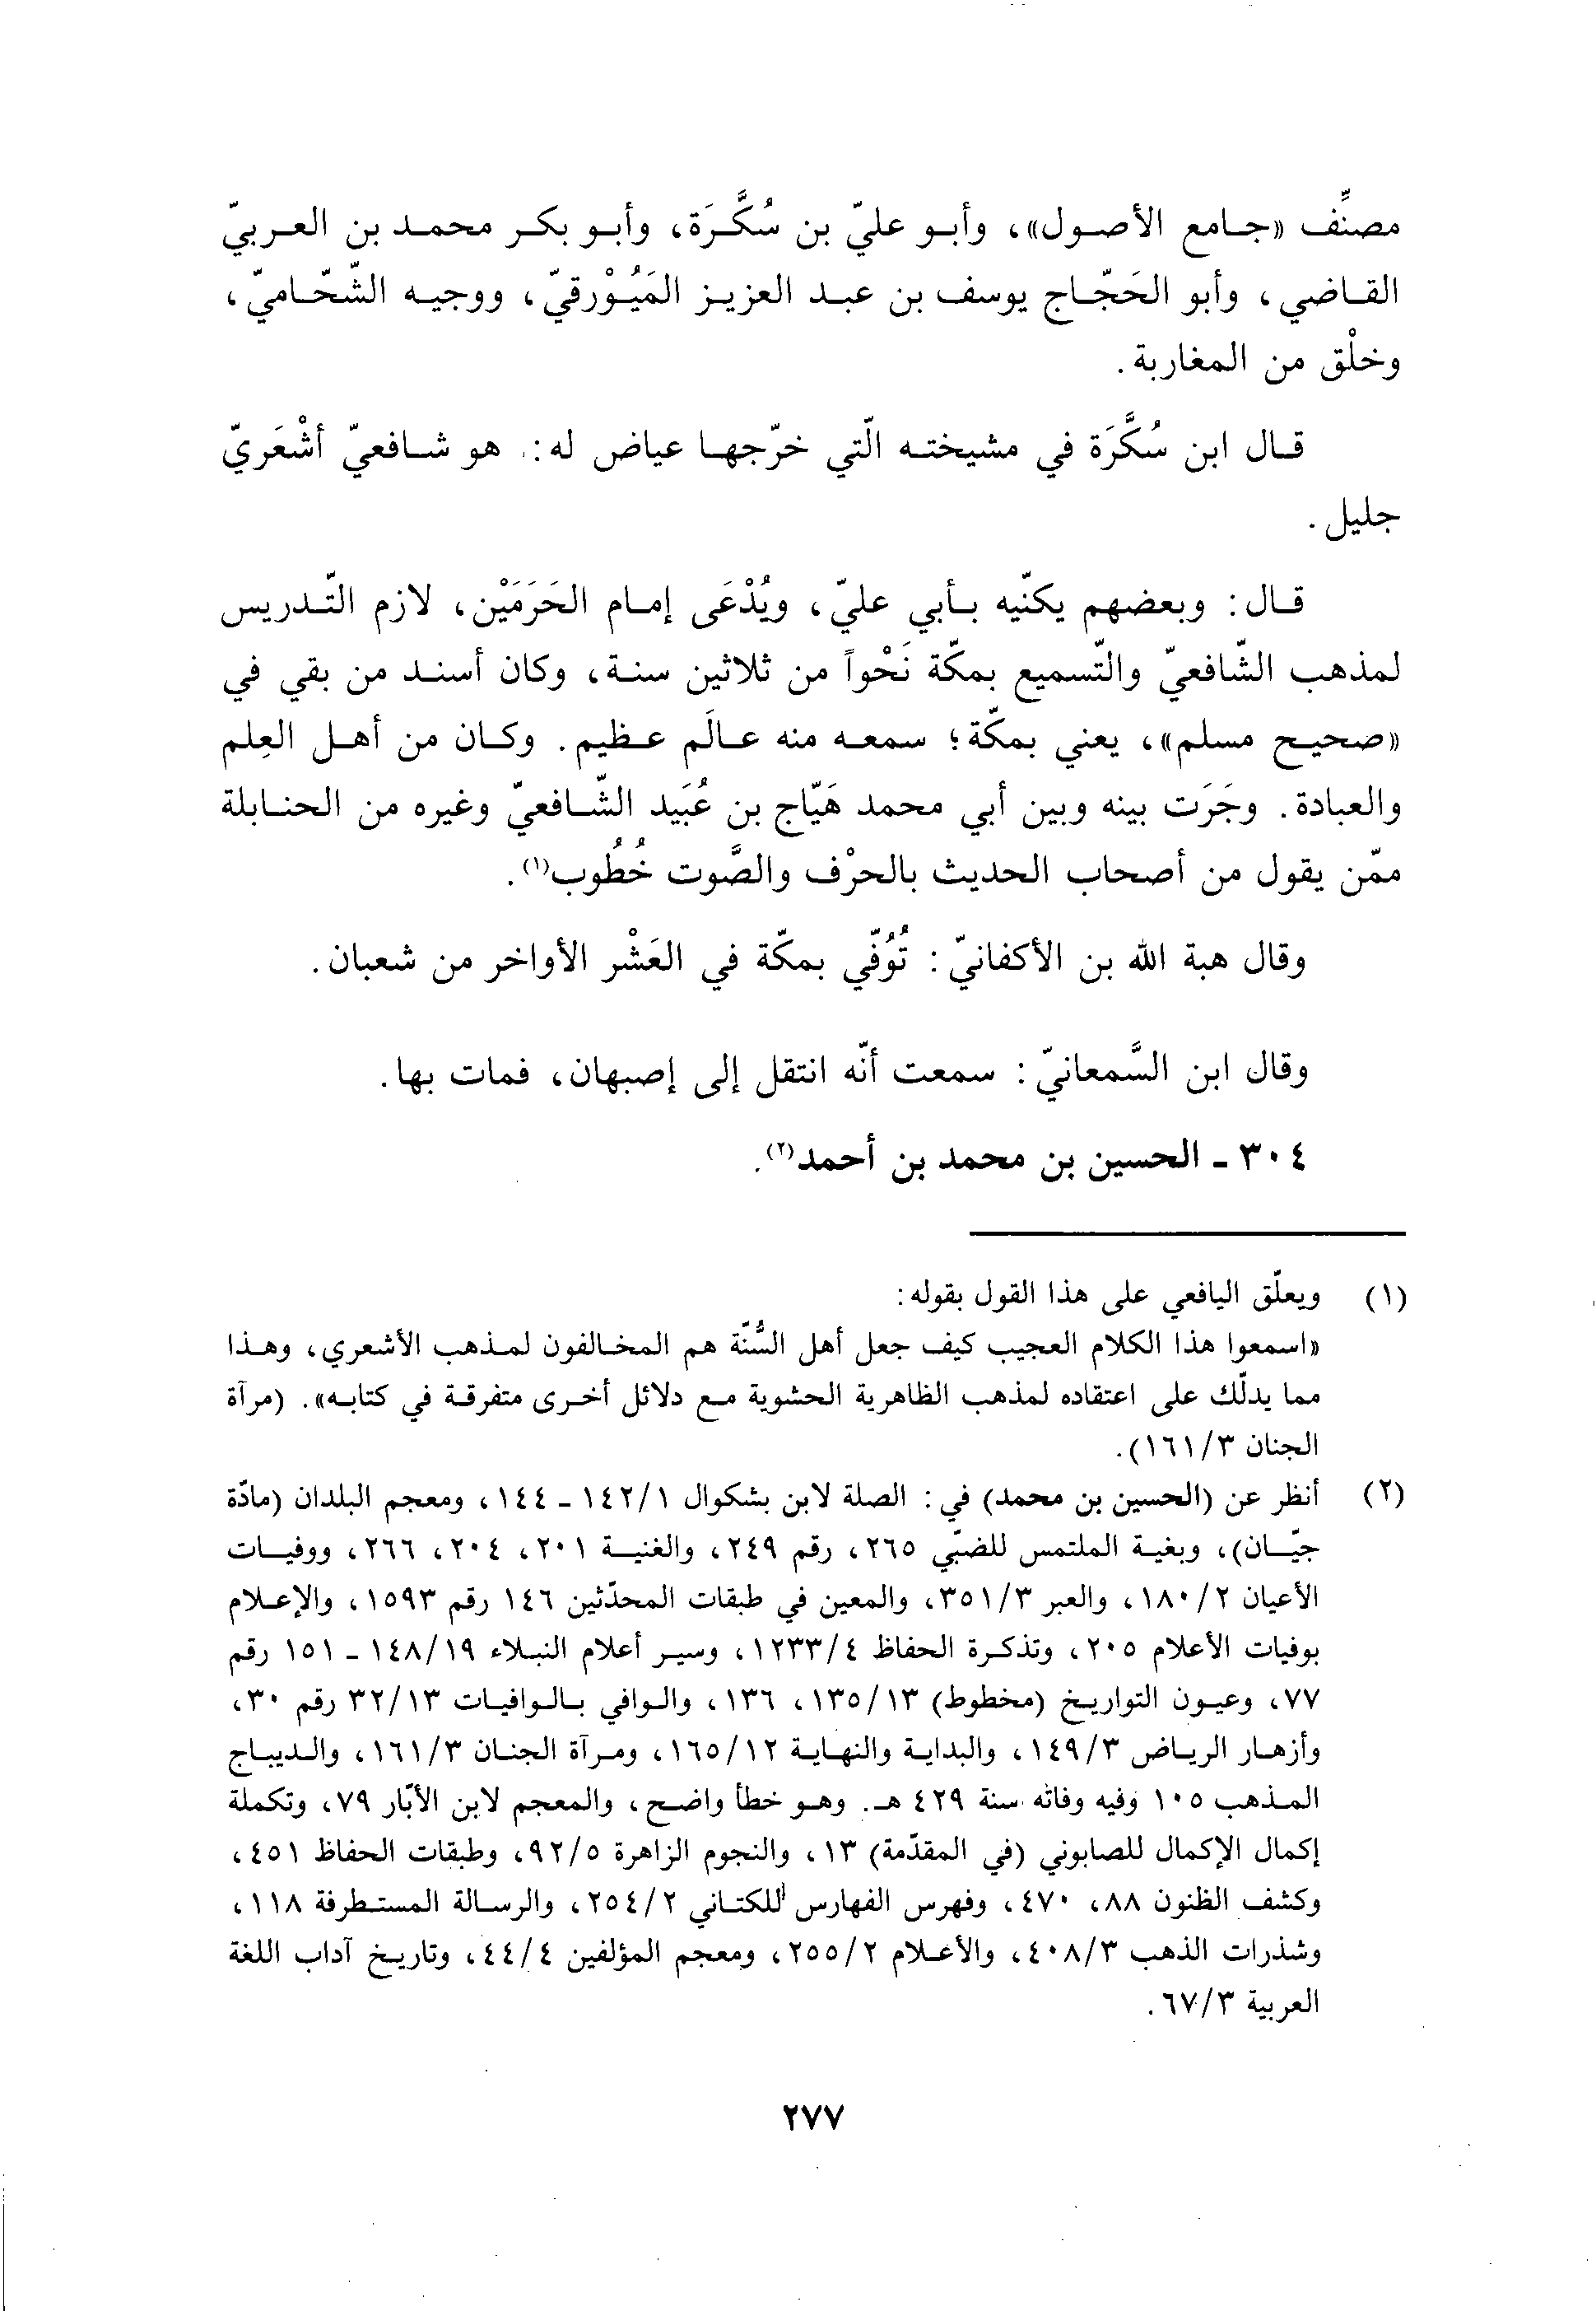 مصنِّف «جامع الأصول»، وأبو عليّ بن سُكَّرَة، وأبو بكر محمد بن العربيّ
القاضي، وأبو الحَجّاج يوسف بن عبد العزيز المَيُوْرقيّ، ووجيه الشّحّاميّ،
وخلْق من المغاربة.
قال ابن سُكَّرَة في مشيخته الّتي خرّجها عياض له: هو شافعيّ أشْعَريّ
جليل.
قال: وبعضهم يكنّيه بأبي عليّ، ويُدْعَى إمام الحَرَمَيْن، لازم التّدريس
لمذهب الشّافعيّ والتّسميع بمكّة نَحْواً من ثلاثين سنة، وكان أسند من بقي في
«صحيح مسلم»، يعني بمكّة؛ سمعه منه عالَم عظيم. وكان من أهل العِلم
والعبادة. وجَرَت بينه وبين أبي محمد هَيّاج بن عُبَيد الشّافعيّ وغيره من الحنابلة
ممّن يقول من أصحاب الحديث بالحرْف والصَّوت خُطُوب(١).
وقال هبة الله بن الأكفانيّ: تُوُفّي بمكّة في العَشْر الأواخر من شعبان.
وقال ابن السَّمعانيّ: سمعت أنّه انتقل إلى إصبهان، فمات بها.
٣٠٤ - الحسين بن محمد بن أحمد(٢).
(١) ويعلّق اليافعي على هذا القول بقوله:
«اسمعوا هذا الكلام العجيب كيف جعل أهل السُّنّة هم المخالفون لمذهب الأشعري، وهذا
مما يدلّك على اعتقاده لمذهب الظاهرية الحشوية مع دلائل أخرى متفرقة في كتابه». (مرآة
الجنان ٣/١٦١).
(٢) أنظر عن (الحسين بن محمد) في: الصلة لابن بشكوال ١/١٤٢ - ١٤٤، ومعجم البلدان (مادّة
جيّان)، وبغية الملتمس للضبّي ٢٦٥، رقم ٢٤٩، والغنية ٢٠١، ٢٠٤، ٢٦٦، ووفيات
الأعيان ٢/١٨٠، والعبر ٣/٣٥١، والمعين في طبقات المحدّثين ١٤٦ رقم ١٥٩٣، والإعلام
بوفيات الأعلام ٢٠٥، وتذكرة الحفاظ ٤/١٢٣٣، وسير أعلام النبلاء ١٩/١٤٨ - ١٥١ رقم
٧٧، وعيون التواريخ (مخطوط) ١٣/١٣٥، ١٣٦، والوافي بالوافيات ١٣/٣٢ رقم ٣٠،
وأزهار الرياض ٣/١٤٩، والبداية والنهاية ١٢/١٦٥، ومرآة الجنان ٣/١٦١، والديباج
المذهب ١٠٥ وفيه وفاته سنة ٤٢٩ هـ. وهو خطأ واضح، والمعجم لابن الأبّار ٧٩، وتكملة
إكمال الإكمال للصابوني (في المقدّمة) ١٣، والنجوم الزاهرة ٥/٩٢، وطبقات الحفاظ ٤٥١،
وكشف الظنون ٨٨، ٤٧٠، وفهرس الفهارس للكتاني ٢/٢٥٤، والرسالة المستطرفة ١١٨،
وشذرات الذهب ٣/٤٠٨، والأعلام ٢/٢٥٥، ومعجم المؤلفين ٤/٤٤، وتاريخ آداب اللغة
العربية ٣/٦٧.
٢٧٧